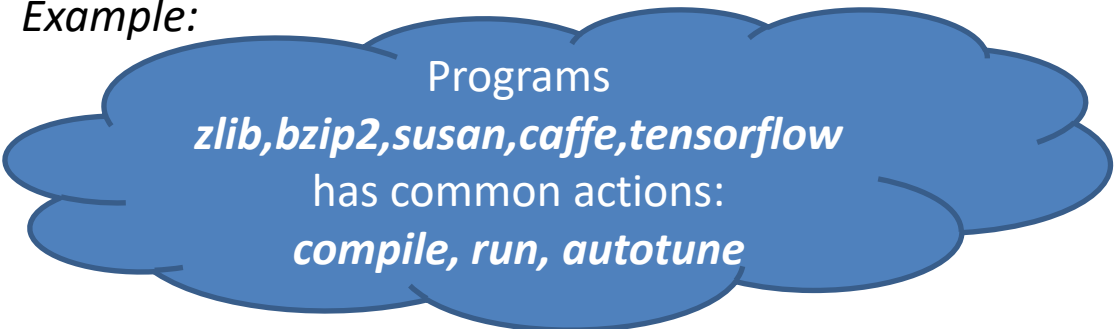 Example:
Programs
zlib,bzip2,susan,caffe,tensorflow
has common actions:
compile, run, autotune